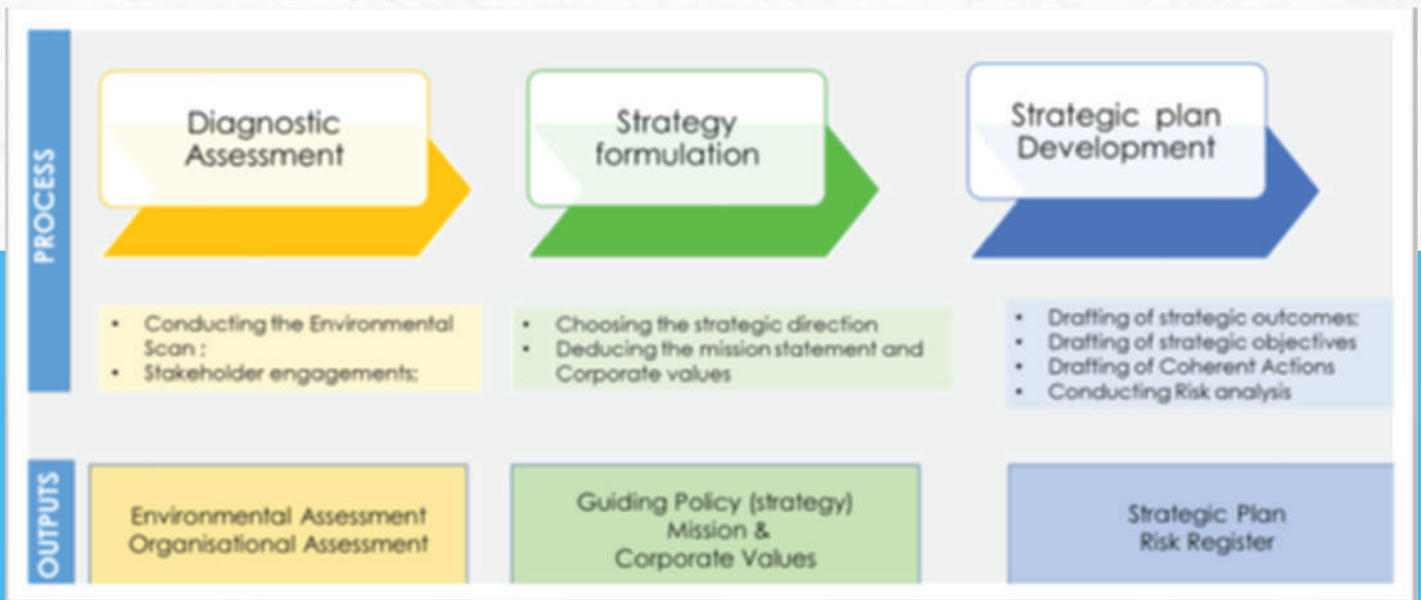 PROCESS
Diagnostic
Assessment
Strategy
formulation
Strategic plan
Development
• Conducting the Environmental
Scan ;
• Stakeholder engagements;
• Choosing the strategic direction
• Deducing the mission statement and
Corporate values
• Drafting of strategic outcomes;
• Drafting of strategic objectives
• Drafting of Coherent Actions
• Conducting Risk analysis
OUTPUTS
Environmental Assessment
Organisational Assessment
Guiding Policy (strategy)
Mission &
Corporate Values
Strategic Plan
Risk Register